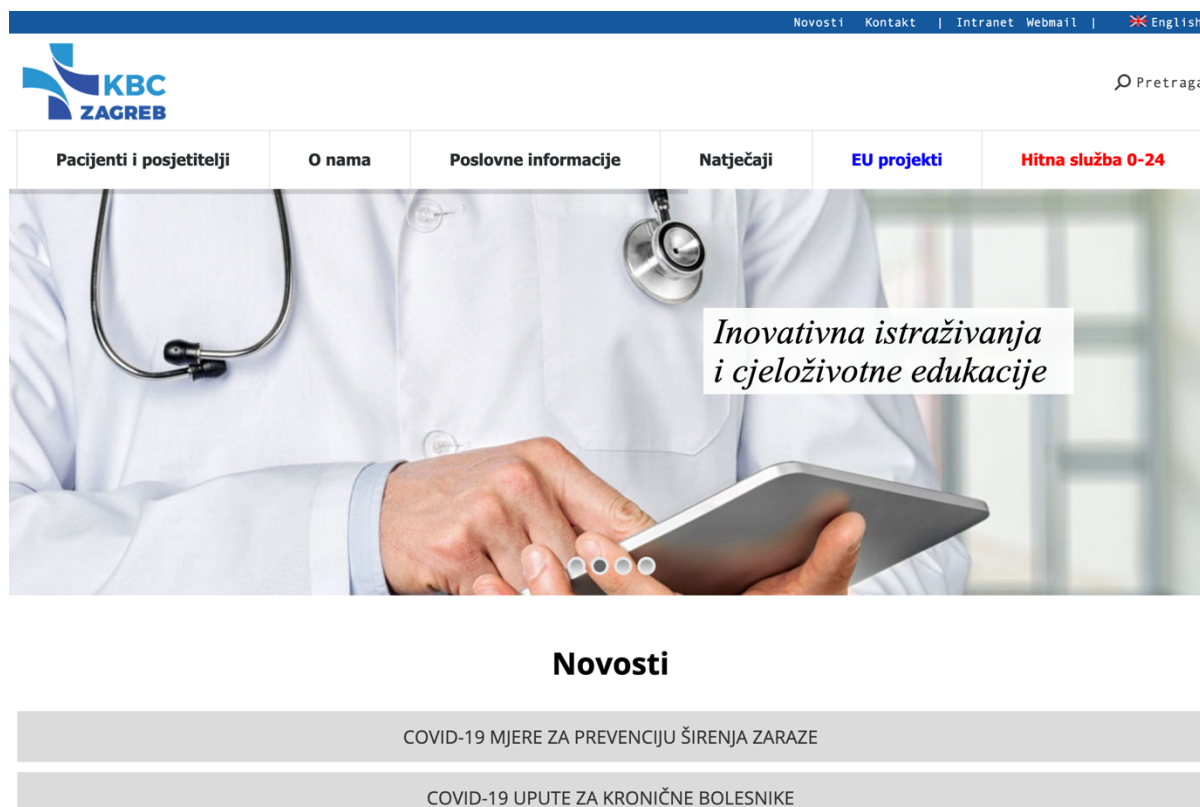 Novosti Kontakt | Intranet Webmail | English
KBC
ZAGREB
Pretraga
Pacijenti i posjetitelji O nama Poslovne informacije Natječaji EU projekti Hitna služba 0-24
Inovativna istraživanja
i cjeloživotne edukacije
Novosti
COVID-19 MJERE ZA PREVENCIJU ŠIRENJA ZARAZE
COVID-19 UPUTE ZA KRONIČNE BOLESNIKE